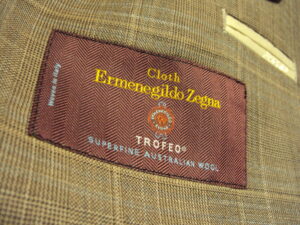 Cloth
Ermenegildo Zegna
TROFEO®
SUPERFINE AUSTRALIAN WOOL
Woven in Italy